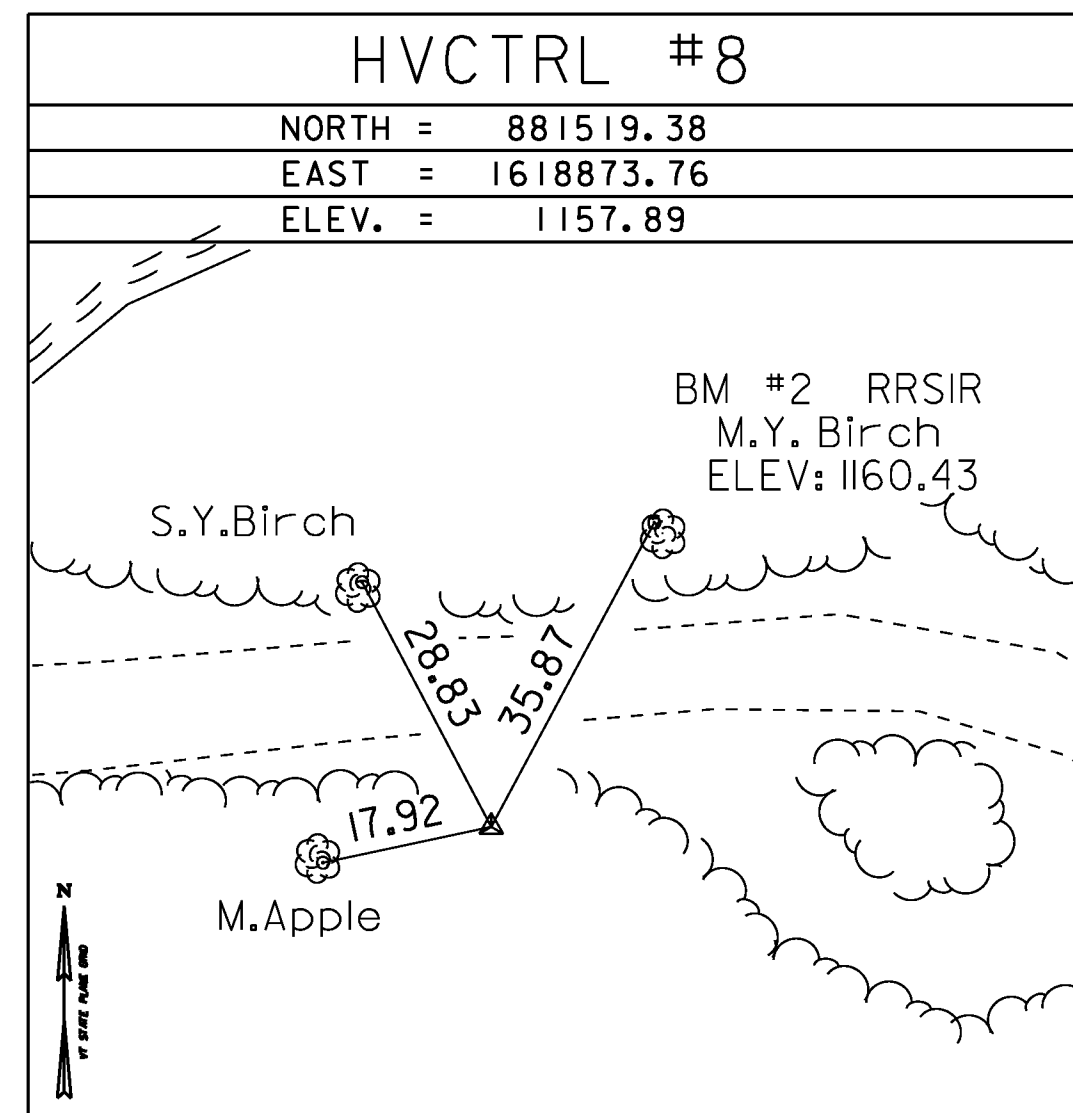 HVCTRL #8
NORTH = 881519.38
EAST = 1618873.76
ELEV. = 1157.89
BM #2 RRSIR
M.Y. Birch
ELEV: 1160.43
S.Y.Birch
28.83
35.87
17.92
M.Apple
N
VT STATE PLANE GRID